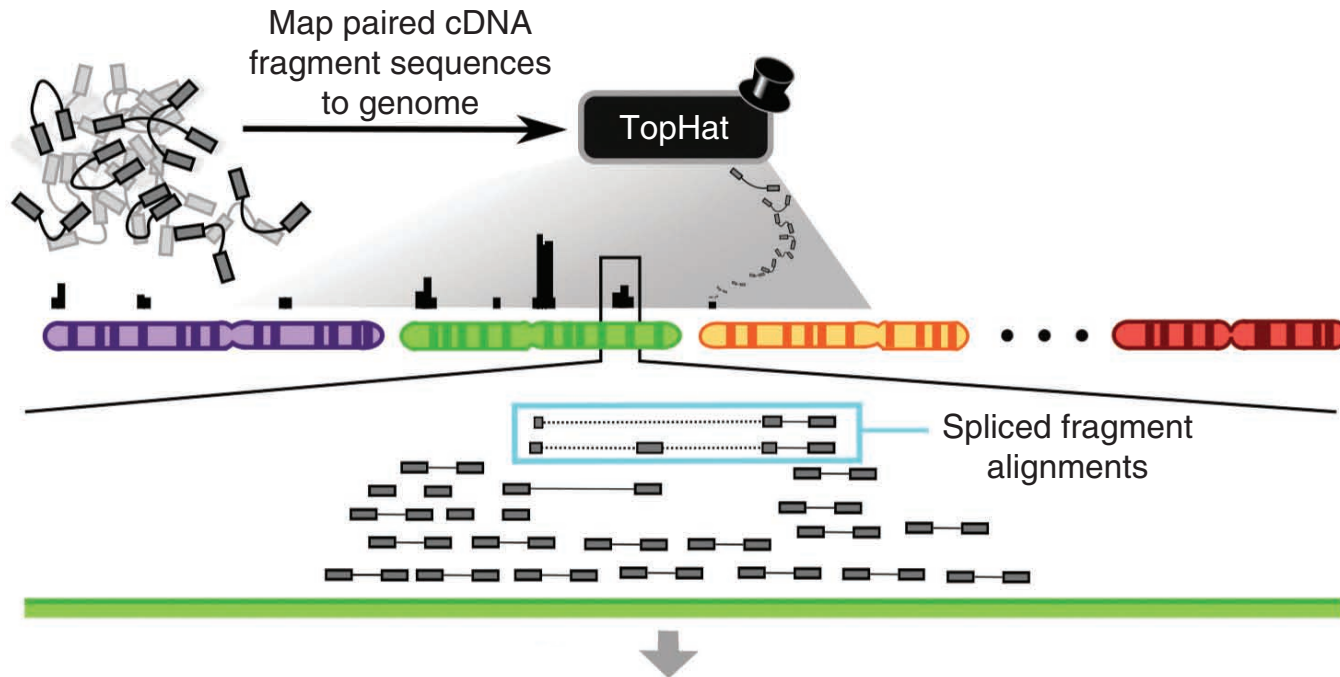 Map paired cDNA
fragment sequences
to genome
TopHat
Spliced fragment
alignments